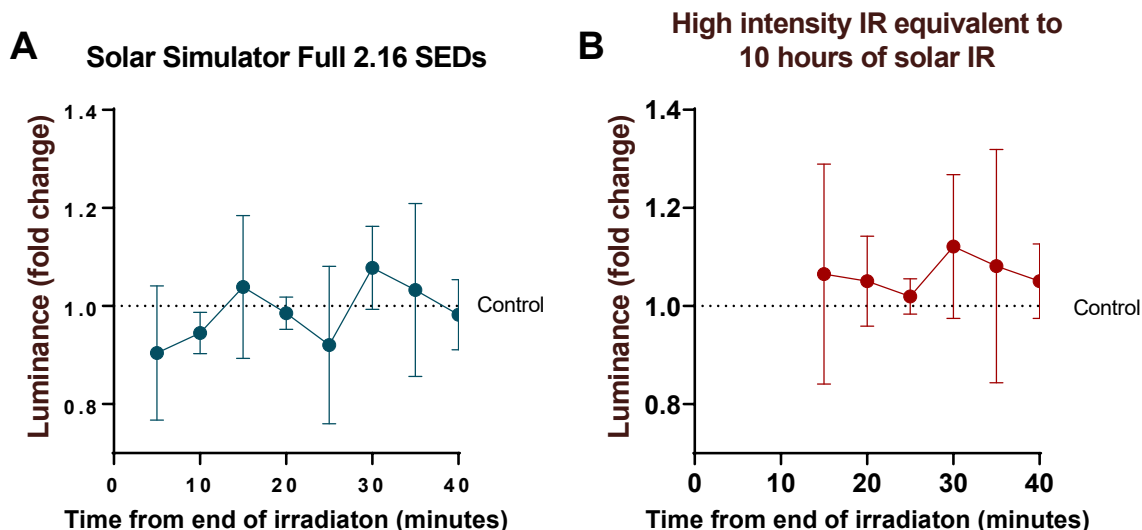 A
Solar Simulator Full 2.16 SEDs
Luminance (fold change)
1.4
1.2
1.0
0.8
Control
0 10 20 30 40
Time from end of irradiaton (minutes)
B
High intensity IR equivalent to
10 hours of solar IR
Luminance (fold change)
1.4
1.2
1.0
0.8
Control
0 10 20 30 40
Time from end of irradiaton (minutes)